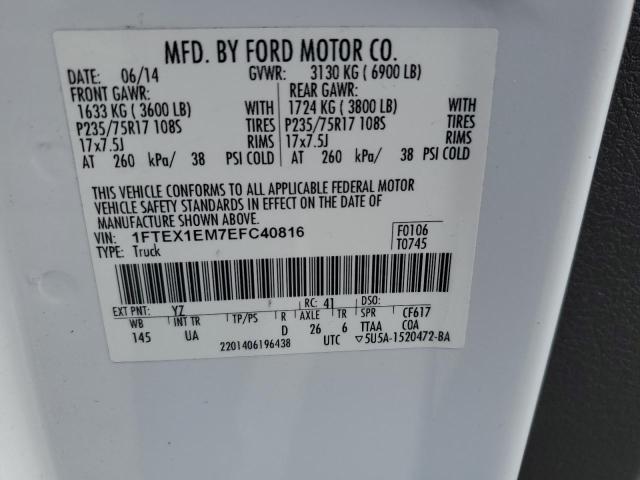 MFD. BY FORD MOTOR CO.
DATE: 06/14 GVWR: 3130 KG ( 6900 LB)
FRONT GAWR: REAR GAWR:
1633 KG ( 3600 LB) WITH 1724 KG ( 3800 LB) WITH
P235/75R17 108S TIRES P235/75R17 108S TIRES
17x7.5J RIMS 17x7.5J RIMS
AT 260 kPa/ 38 PSI COLD AT 260 kPa/ 38 PSI COLD
THIS VEHICLE CONFORMS TO ALL APPLICABLE FEDERAL MOTOR
VEHICLE SAFETY STANDARDS IN EFFECT ON THE DATE OF
MANUFACTURE SHOWN ABOVE.
VIN: 1FTEX1EM7EFC40816 F0106
TYPE: Truck T0745
EXT PNT: YZ RC: 41 DSO:
WB INT TR TP/PS R AXLE TR SPR CF617
145 UA D 26 6 TTAA COA
2201406196438 UTC ▽5U5A-1520472-BA